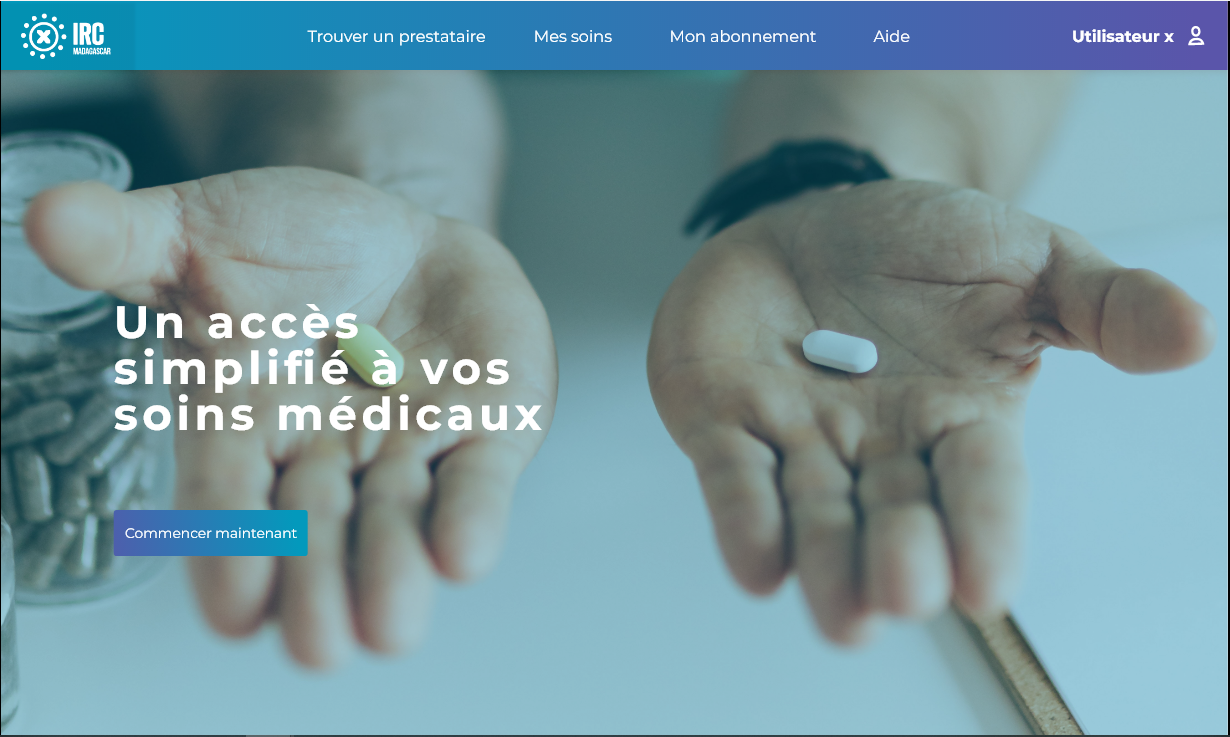 IRC
MADAGASCAR
Trouver un prestataire
Mes soins
Mon abonnement
Aide
Utilisateur x
Un accès
simplifié à vos
soins médicaux
Commencer maintenant